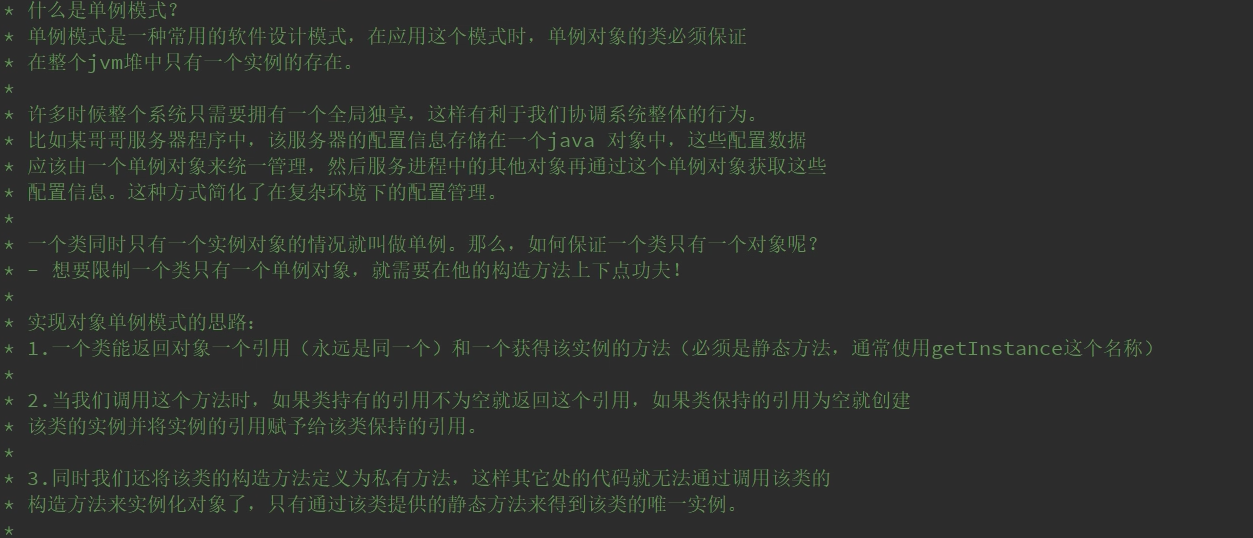 * 什么是单例模式？
* 单例模式是一种常用的软件设计模式，在应用这个模式时，单例对象的类必须保证
* 在整个jvm堆中只有一个实例的存在。
*
* 许多时候整个系统只需要拥有一个全局独享，这样有利于我们协调系统整体的行为。
* 比如某哥哥服务器程序中，该服务器的配置信息存储在一个java 对象中，这些配置数据
* 应该由一个单例对象来统一管理，然后服务进程中的其他对象再通过这个单例对象获取这些
* 配置信息。这种方式简化了在复杂环境下的配置管理。
*
* 一个类同时只有一个实例对象的情况就叫做单例。那么，如何保证一个类只有一个对象呢？
* - 想要限制一个类只有一个单例对象，就需要在他的构造方法上下点功夫！
*
* 实现对象单例模式的思路：
* 1.一个类能返回对象一个引用（永远是同一个）和一个获得该实例的方法（必须是静态方法，通常使用getInstance这个名称）
*
* 2.当我们调用这个方法时，如果类持有的引用不为空就返回这个引用，如果类保持的引用为空就创建
* 该类的实例并将实例的引用赋予给该类保持的引用。
*
* 3.同时我们还将该类的构造方法定义为私有方法，这样其它处的代码就无法通过调用该类的
* 构造方法来实例化对象了，只有通过该类提供的静态方法来得到该类的唯一实例。
*